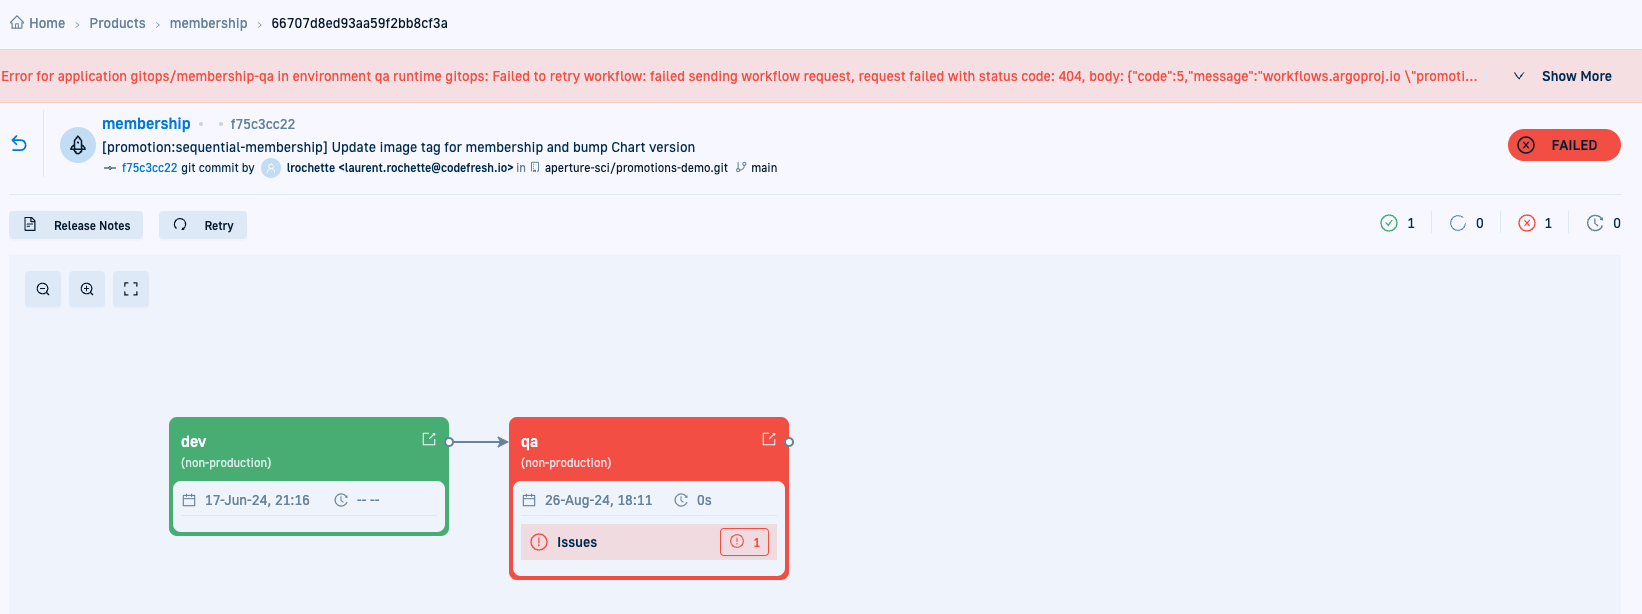 Home > Products > membership > 66707d8ed93aa59f2bb8cf3a
Error for application gitops/membership-qa in environment qa runtime gitops: Failed to retry workflow: failed sending workflow request, request failed with status code: 404, body: {"code":5,"message":"workflows.argoproj.io \"promoti... Show More
membership • • f75c3cc22
[promotion:sequential-membership] Update image tag for membership and bump Chart version
f75c3cc22 git commit by lrochette <laurent.rochette@codefresh.io> in aperture-sci/promotions-demo.git main
FAILED
Release Notes Retry
1 0 1 0
dev
(non-production)
17-Jun-24, 21:16 -- --
qa
(non-production)
26-Aug-24, 18:11 0s
Issues 1